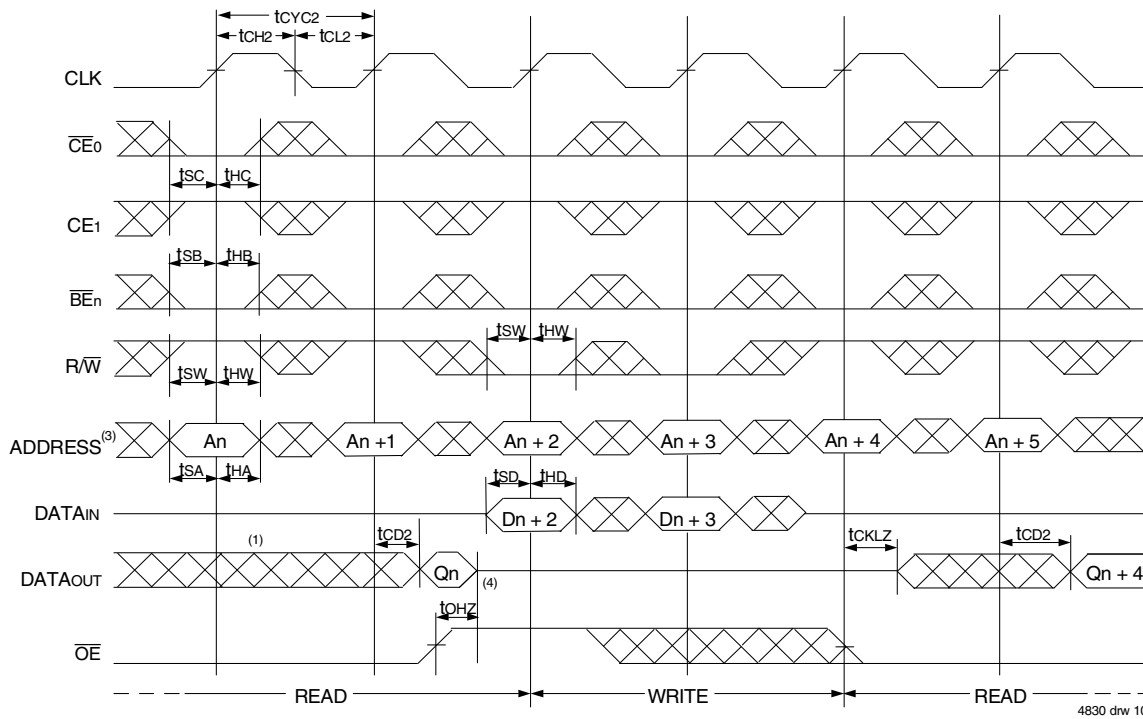 tCYC2
tCH2 tCL2
CLK
CE0
tSC tHC
CE1
tSB tHB
BEn
tSW tHW
R/W
tSW tHW
ADDRESS(3) An An +1 An + 2 An + 3 An + 4 An + 5
tSA tHA
tSD tHD
DATAIN Dn + 2 Dn + 3
(1) tCD2 tCKLZ tCD2
DATAOUT Qn (4) Qn + 4
tOHZ
OE
READ WRITE READ
4830 drw 10